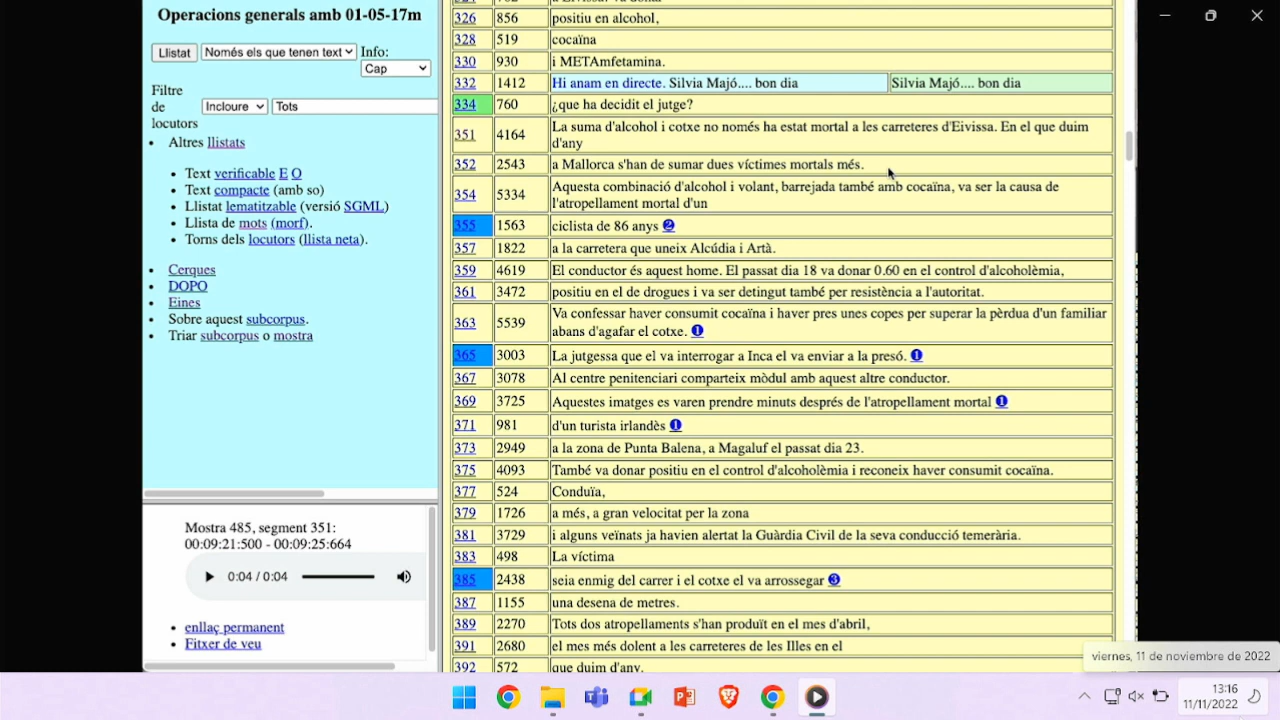 Operacions generals amb 01-05-17m
Llistat Només els que tenen text Info:
Cap
Filtre
de Incloure Tots
locutors
• Altres llistats
• Text verificable E O
• Text compacte (amb so)
• Llistat lematitzable (versió SGML)
• Llista de mots (morf).
• Torns dels locutors (llista neta).
• Cerques
• DOPO
• Eines
• Sobre aquest subcorpus.
• Triar subcorpus o mostra
Mostra 485, segment 351:
00:09:21:500 - 00:09:25:664
0:04 / 0:04
• enllaç permanent
• Fitxer de veu
326 856 positiu en alcohol,
328 519 cocaïna
330 930 i METAmfetamina.
332 1412 Hi anam en directe. Silvia Majó.... bon dia Silvia Majó.... bon dia
334 760 ¿que ha decidit el jutge?
351 4164 La suma d'alcohol i cotxe no només ha estat mortal a les carreteres d'Eivissa. En el que duim
d'any
352 2543 a Mallorca s'han de sumar dues víctimes mortals més.
354 5334 Aquesta combinació d'alcohol i volant, barrejada també amb cocaïna, va ser la causa de
l'atropellament mortal d'un
355 1563 ciclista de 86 anys ❷
357 1822 a la carretera que uneix Alcúdia i Artà.
359 4619 El conductor és aquest home. El passat dia 18 va donar 0.60 en el control d'alcoholèmia,
361 3472 positiu en el de drogues i va ser detingut també per resistència a l'autoritat.
363 5539 Va confessar haver consumit cocaïna i haver pres unes copes per superar la pèrdua d'un familiar
abans d'agafar el cotxe. ❶
365 3003 La jutgessa que el va interrogar a Inca el va enviar a la presó. ❶
367 3078 Al centre penitenciari comparteix mòdul amb aquest altre conductor.
369 3725 Aquestes imatges es varen prendre minuts després de l'atropellament mortal ❶
371 981 d'un turista irlandès ❶
373 2949 a la zona de Punta Balena, a Magaluf el passat dia 23.
375 4093 També va donar positiu en el control d'alcoholèmia i reconeix haver consumit cocaïna.
377 524 Conduïa,
379 1726 a més, a gran velocitat per la zona
381 3729 i alguns veïnats ja havien alertat la Guàrdia Civil de la seva conducció temerària.
383 498 La víctima
385 2438 seia enmig del carrer i el cotxe el va arrossegar ❸
387 1155 una desena de metres.
389 2270 Tots dos atropellaments s'han produït en el mes d'abril,
391 2680 el mes més dolent a les carreteres de les Illes en el
392 572 que duim d'any.
viernes, 11 de noviembre de 2022
13:16
11/11/2022